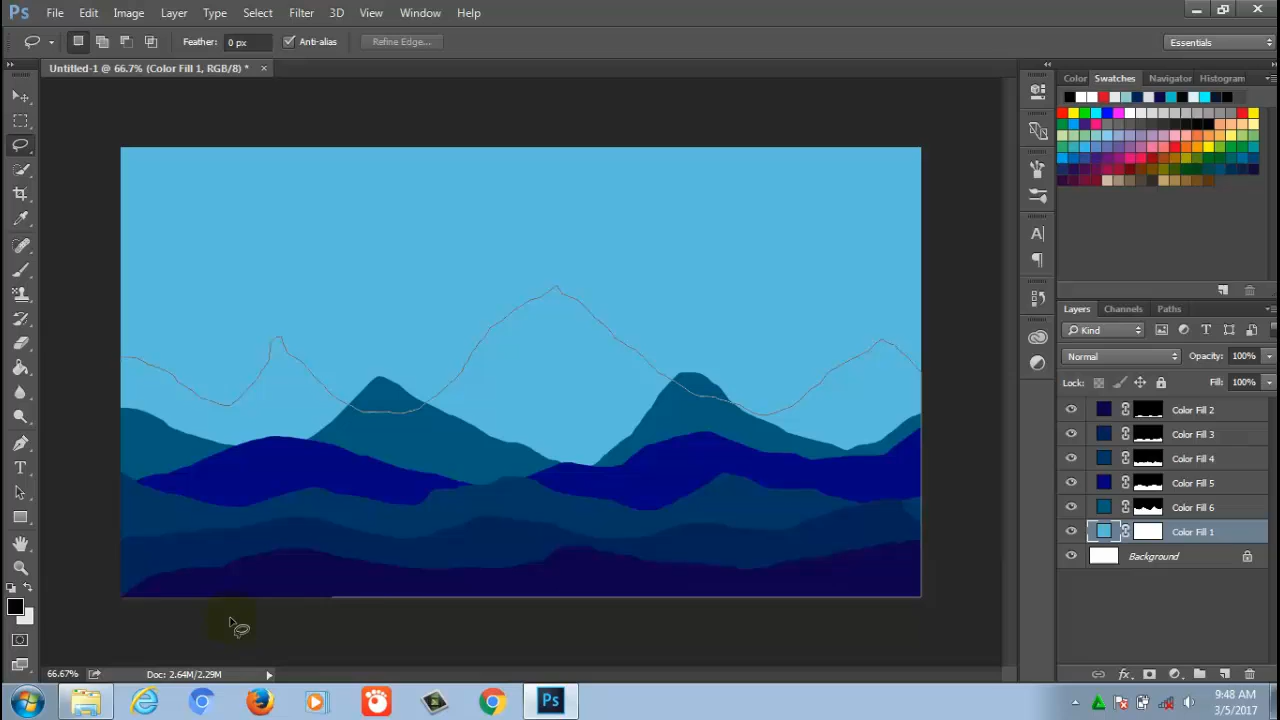 Ps File Edit Image Layer Type Select Filter 3D View Window Help
Feather: 0 px Anti-alias Refine Edge... Essentials
Untitled-1 @ 66.7% (Color Fill 1, RGB/8) * ×
Color Swatches Navigator Histogram
Layers Channels Paths
Kind
Normal Opacity: 100%
Lock: Fill: 100%
Color Fill 2
Color Fill 3
Color Fill 4
Color Fill 5
Color Fill 6
Color Fill 1
Background
66.67% Doc: 2.64M/2.29M
Ps
9:48 AM
3/5/2017